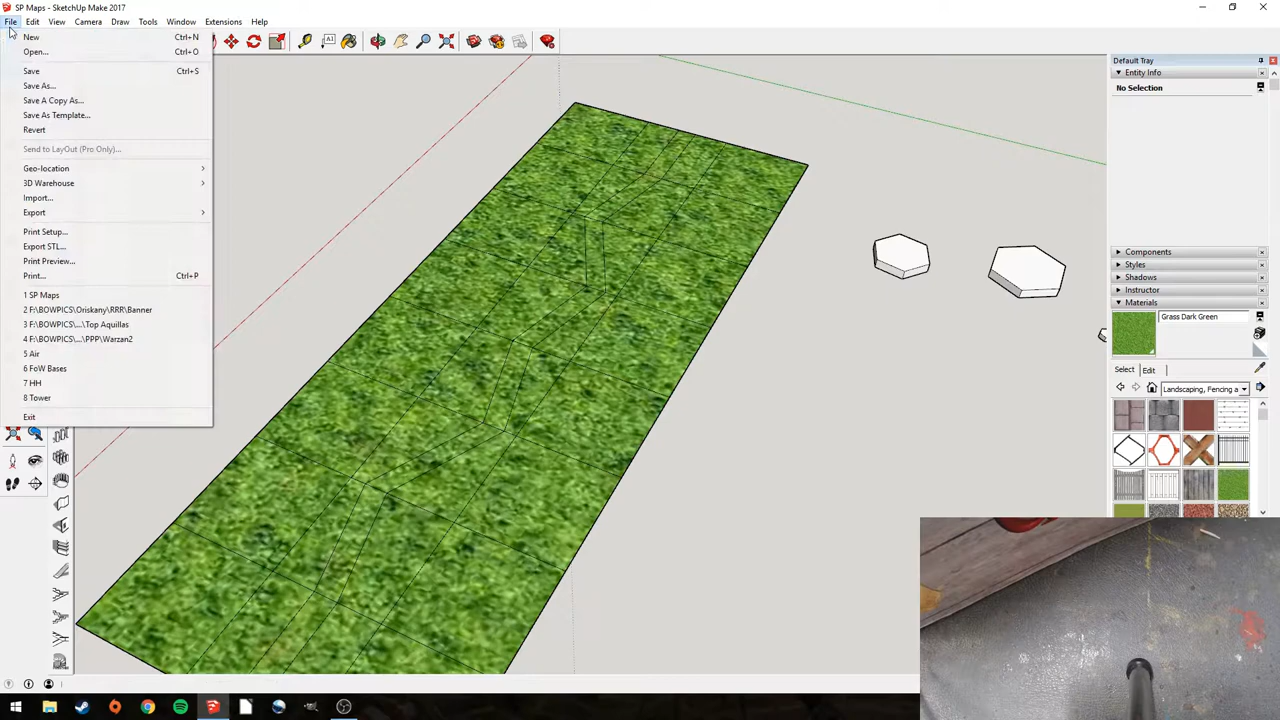 SP Maps - SketchUp Make 2017
File Edit View Camera Draw Tools Window Extensions Help
New Ctrl+N
Open... Ctrl+O
Save Ctrl+S
Save As...
Save A Copy As...
Save As Template...
Revert
Send to LayOut (Pro Only)...
Geo-location
3D Warehouse
Import...
Export
Print Setup...
Export STL...
Print Preview...
Print... Ctrl+P
1 SP Maps
2 F:\BOWPICS\Oriskany\RRR\Banner
3 F:\BOWPICS\...\Top Aquillas
4 F:\BOWPICS\...\PPP\Warzan2
5 Air
6 FoW Bases
7 HH
8 Tower
Exit
Default Tray
Entity Info
No Selection
Components
Styles
Shadows
Instructor
Materials
Grass Dark Green
Select Edit
Landscaping, Fencing a